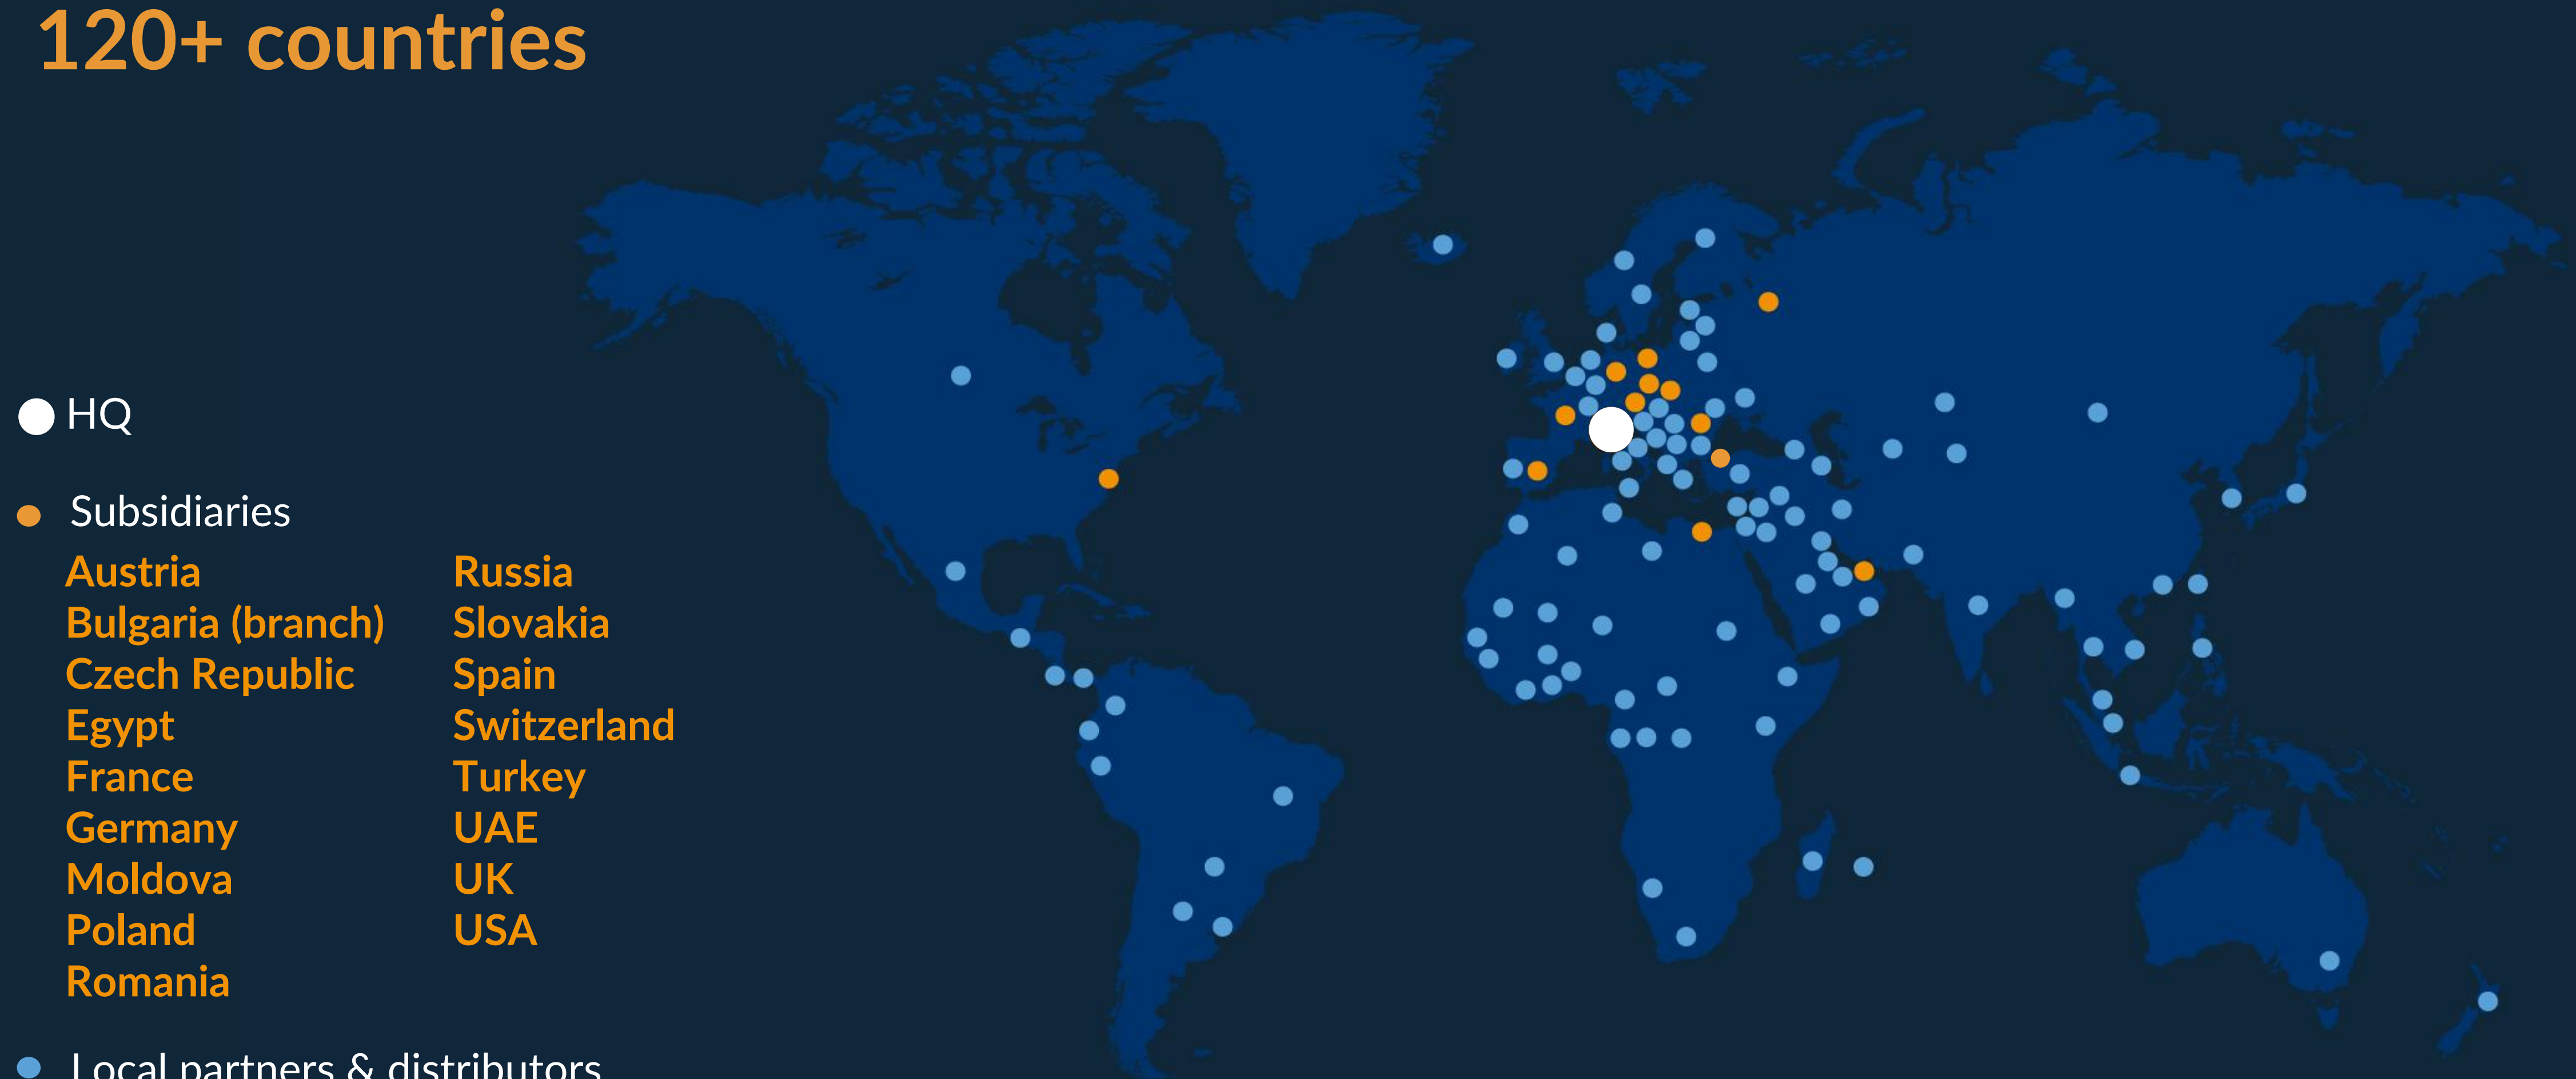 120+ countries
HQ
Subsidiaries
Austria
Bulgaria (branch)
Czech Republic
Egypt
France
Germany
Moldova
Poland
Romania
Russia
Slovakia
Spain
Switzerland
Turkey
UAE
UK
USA
Local partners & distributors